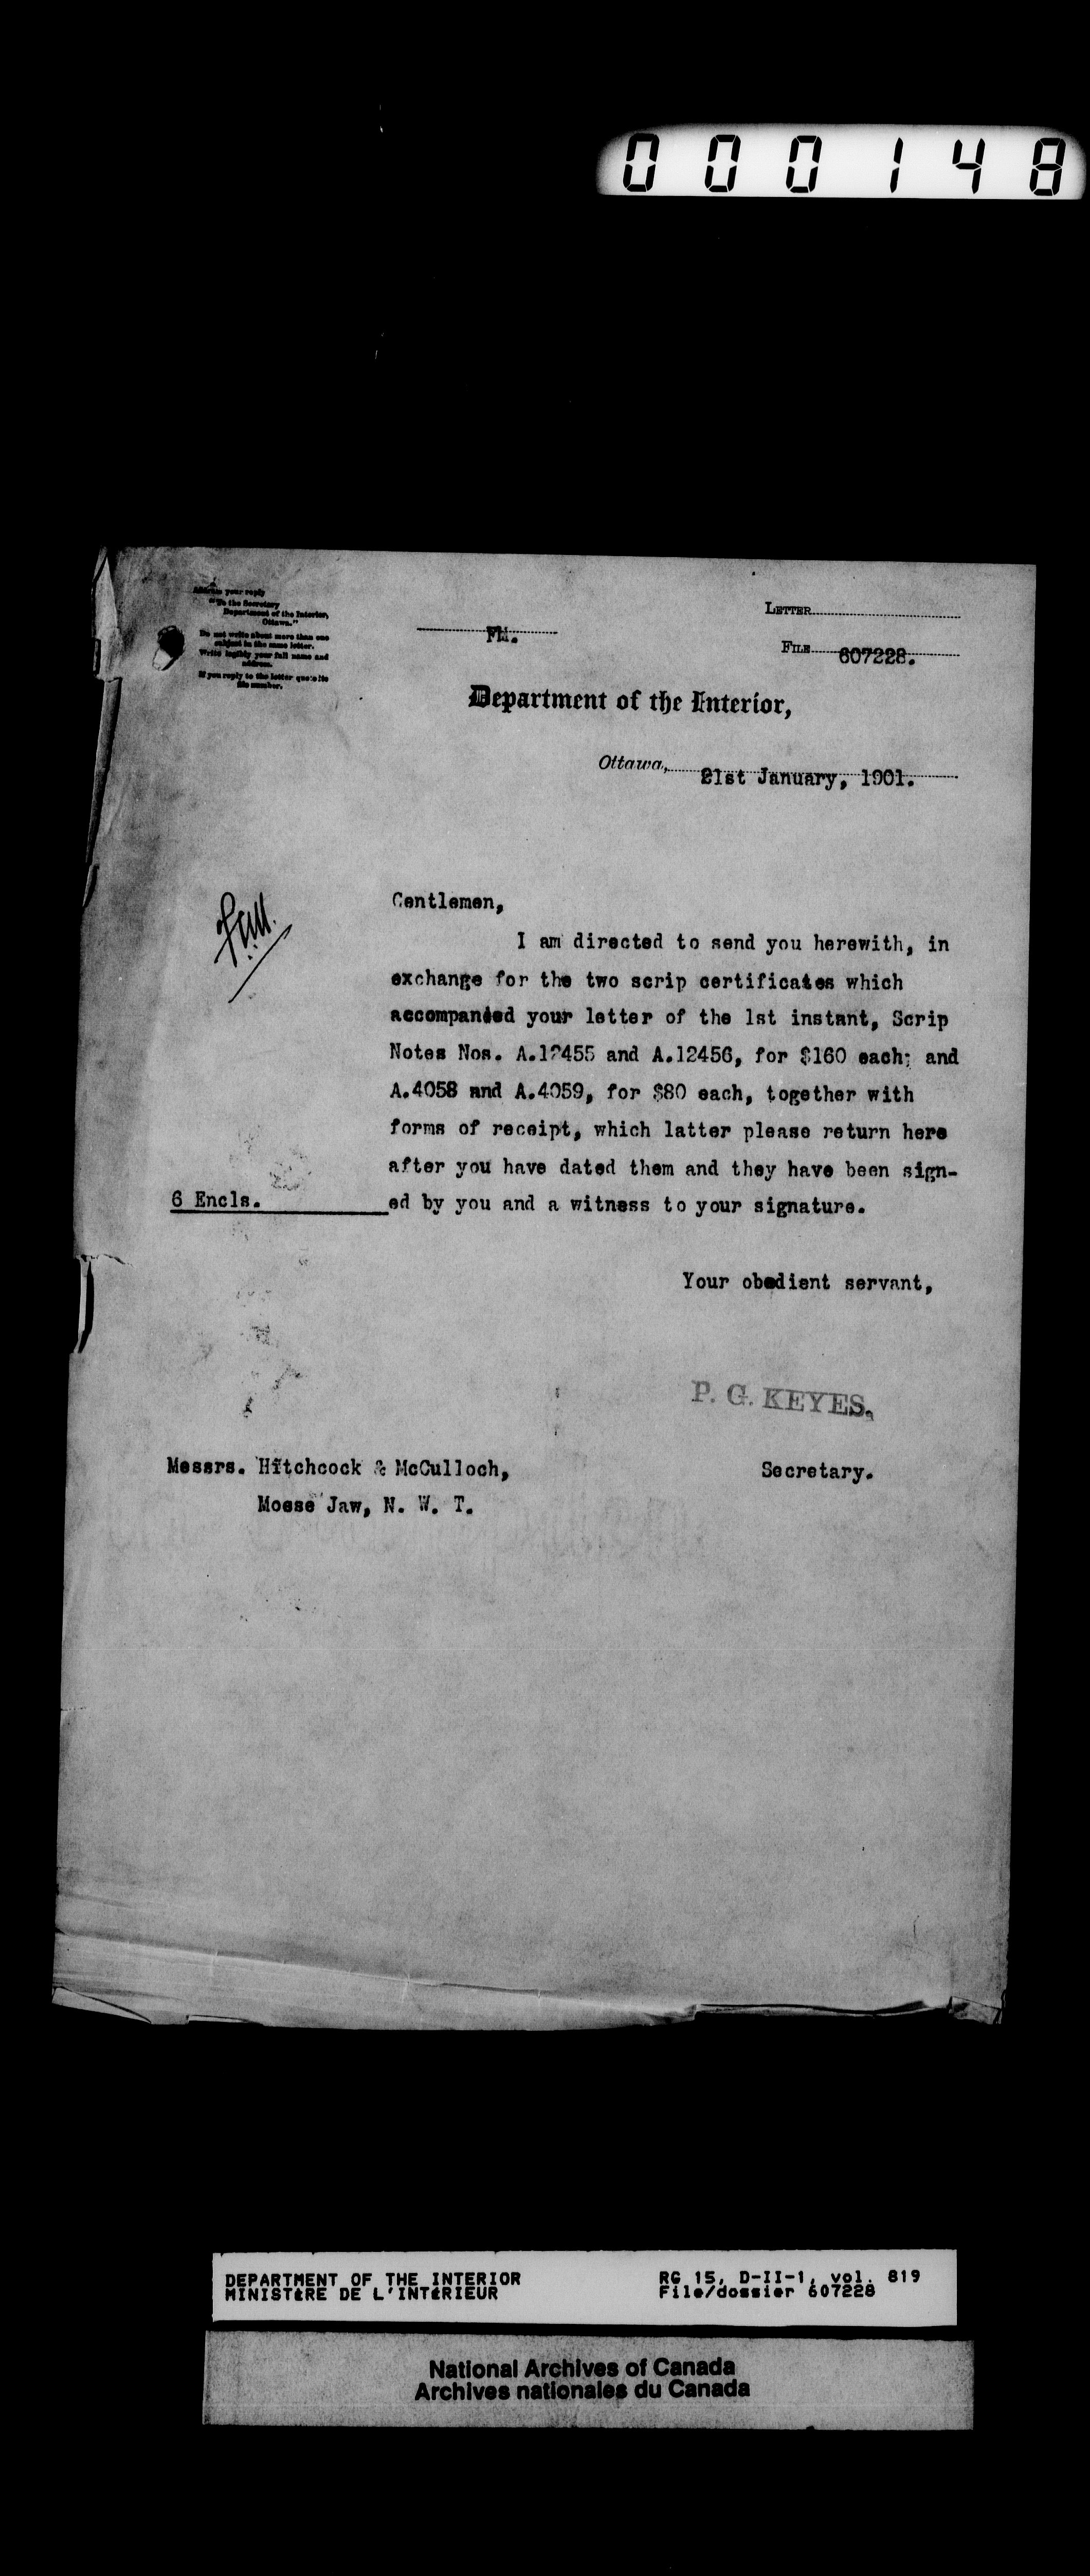 000148
Address your reply
"To the Secretary
Department of the Interior,
Ottawa."
Do not write about more than one
subject in the same letter.
Write legibly your full name and
address.
If you reply to the letter quote its
file number.
LETTER
FILE 607228.
Department of the Interior,
Ottawa, 21st January, 1901.
Gentlemen,
I am directed to send you herewith, in
exchange for the two scrip certificates which
accompanied your letter of the 1st instant, Scrip
Notes Nos. A.12455 and A.12456, for $160 each; and
A.4058 and A.4059, for $80 each, together with
forms of receipt, which latter please return here
after you have dated them and they have been sign-
6 Encls. ed by you and a witness to your signature.
Your obedient servant,
P. G. KEYES.
Messrs. Hitchcock & McCulloch, Secretary.
Moose Jaw, N. W. T.
DEPARTMENT OF THE INTERIOR RG 15, D-II-1, vol. 819
MINISTÈRE DE L'INTÉRIEUR File/dossier 607228
National Archives of Canada
Archives nationales du Canada